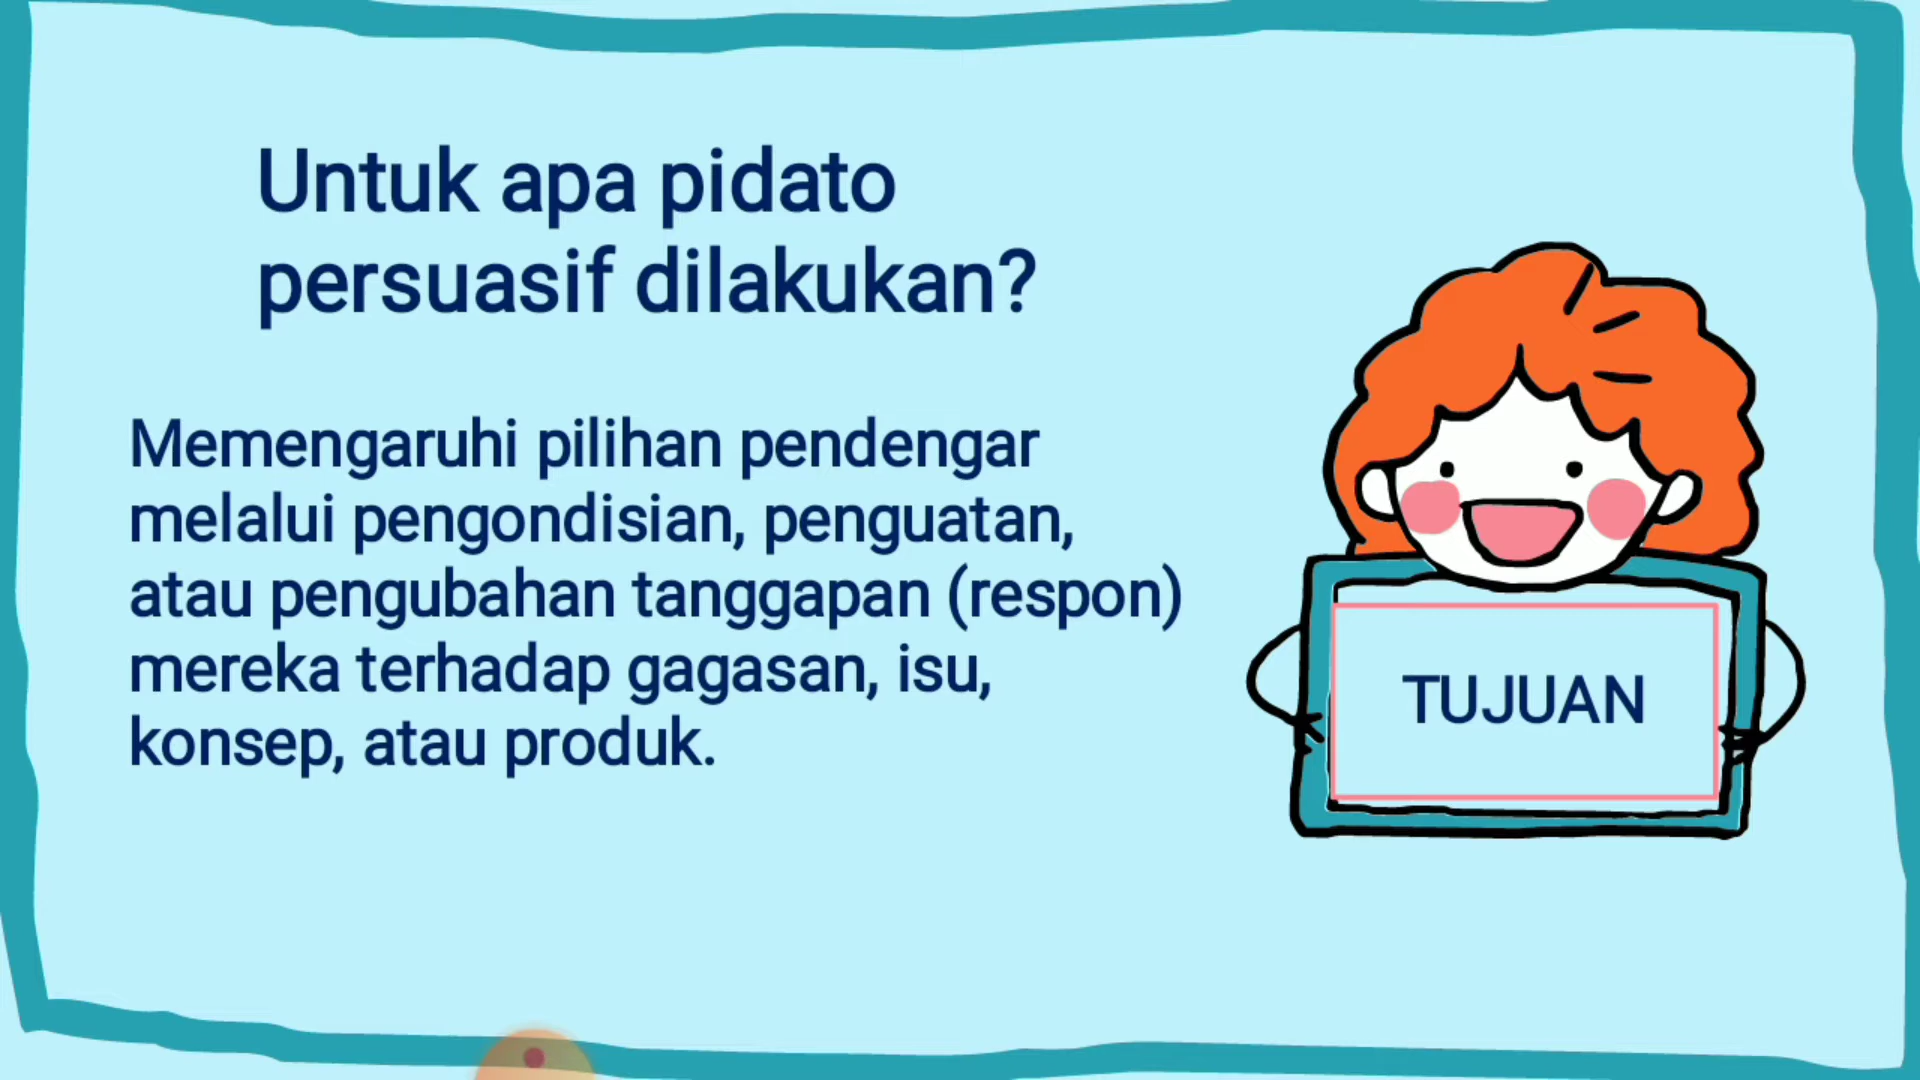 Untuk apa pidato
persuasif dilakukan?
Memengaruhi pilihan pendengar
melalui pengondisian, penguatan,
atau pengubahan tanggapan (respon)
mereka terhadap gagasan, isu,
konsep, atau produk.
TUJUAN